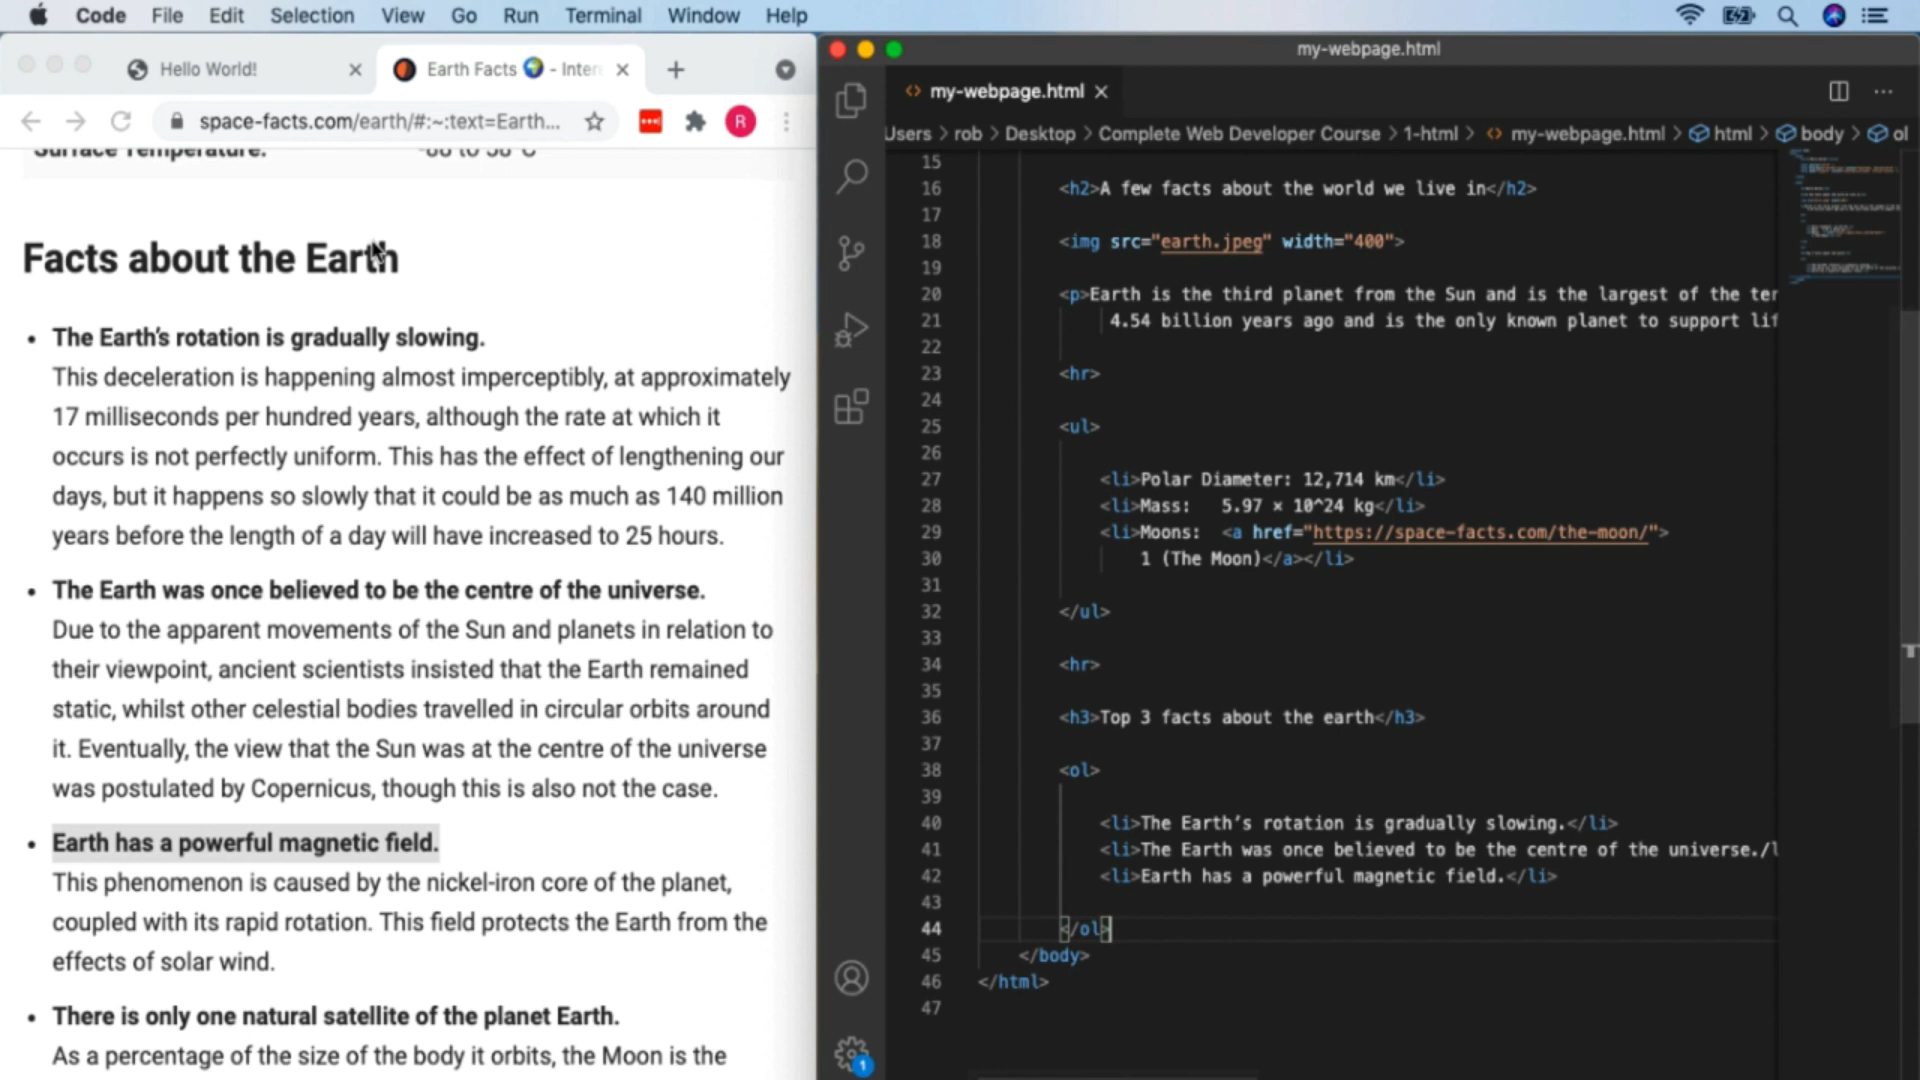 Code File Edit Selection View Go Run Terminal Window Help
Hello World!
Earth Facts 🌍 - Inter
space-facts.com/earth/#:~:text=Earth...
R
Surface Temperature: -88 to 58°C
Facts about the Earth
• The Earth's rotation is gradually slowing.
This deceleration is happening almost imperceptibly, at approximately
17 milliseconds per hundred years, although the rate at which it
occurs is not perfectly uniform. This has the effect of lengthening our
days, but it happens so slowly that it could be as much as 140 million
years before the length of a day will have increased to 25 hours.
• The Earth was once believed to be the centre of the universe.
Due to the apparent movements of the Sun and planets in relation to
their viewpoint, ancient scientists insisted that the Earth remained
static, whilst other celestial bodies travelled in circular orbits around
it. Eventually, the view that the Sun was at the centre of the universe
was postulated by Copernicus, though this is also not the case.
• Earth has a powerful magnetic field.
This phenomenon is caused by the nickel-iron core of the planet,
coupled with its rapid rotation. This field protects the Earth from the
effects of solar wind.
• There is only one natural satellite of the planet Earth.
As a percentage of the size of the body it orbits, the Moon is the
my-webpage.html
my-webpage.html
Users > rob > Desktop > Complete Web Developer Course > 1-html > my-webpage.html > html > body > ol
15
16 <h2>A few facts about the world we live in</h2>
17
18 <img src="earth.jpeg" width="400">
19
20 <p>Earth is the third planet from the Sun and is the largest of the ter
21 4.54 billion years ago and is the only known planet to support lif
22
23 <hr>
24
25 <ul>
26
27 <li>Polar Diameter: 12,714 km</li>
28 <li>Mass: 5.97 × 10^24 kg</li>
29 <li>Moons: <a href="https://space-facts.com/the-moon/">
30 1 (The Moon)</a></li>
31
32 </ul>
33
34 <hr>
35
36 <h3>Top 3 facts about the earth</h3>
37
38 <ol>
39
40 <li>The Earth’s rotation is gradually slowing.</li>
41 <li>The Earth was once believed to be the centre of the universe./l
42 <li>Earth has a powerful magnetic field.</li>
43
44 </ol>
45 </body>
46 </html>
47
1